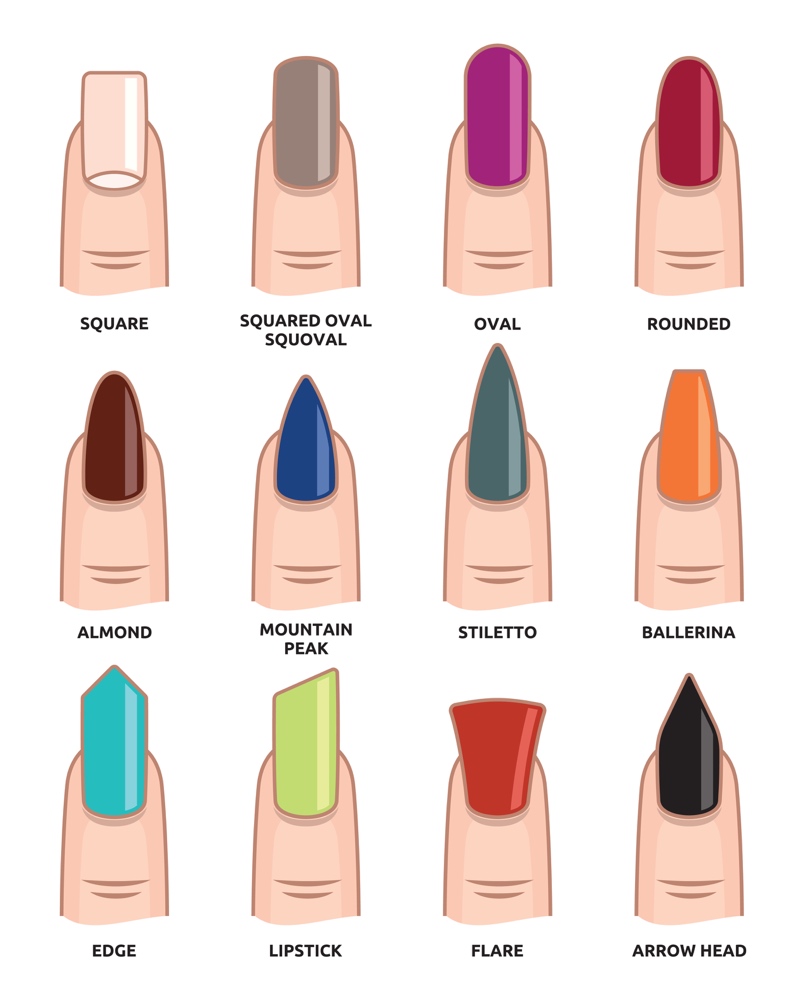 SQUARE
SQUARED OVAL
SQUOVAL
OVAL
ROUNDED
ALMOND
MOUNTAIN
PEAK
STILETTO
BALLERINA
EDGE
LIPSTICK
FLARE
ARROW HEAD